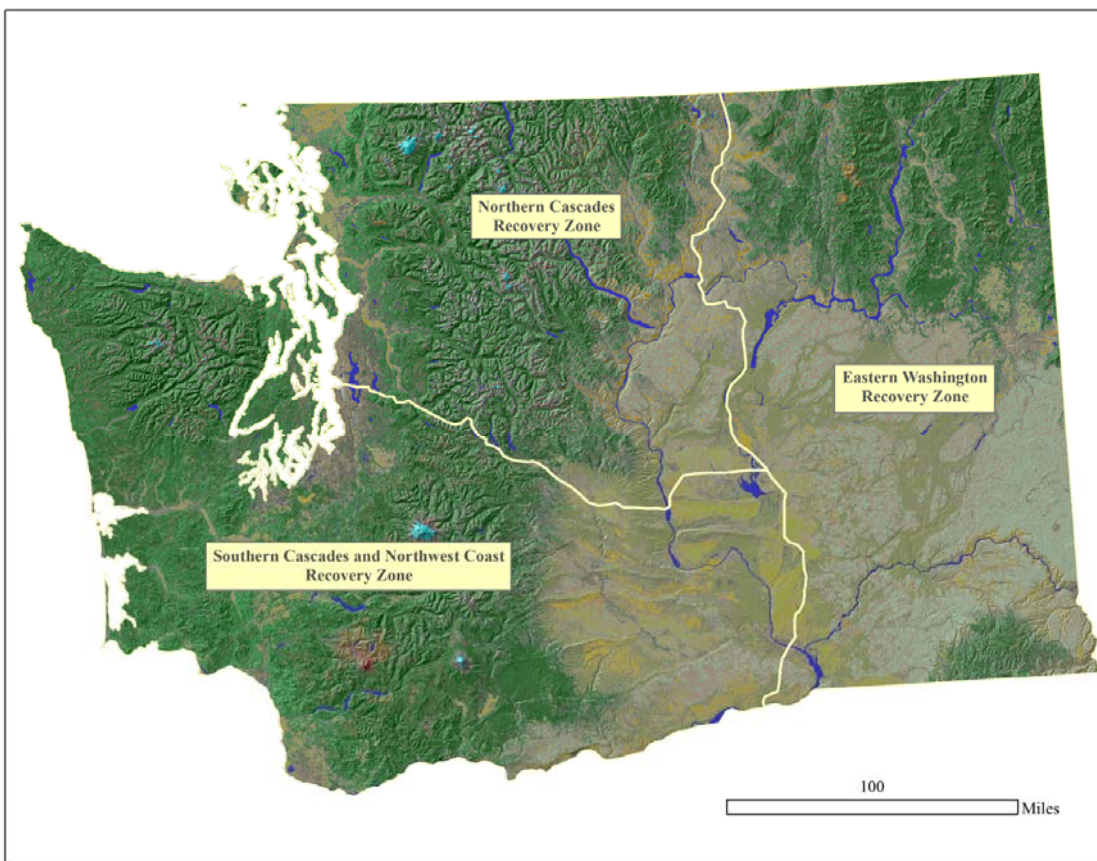 Northern Cascades
Recovery Zone
Eastern Washington
Recovery Zone
Southern Cascades and Northwest Coast
Recovery Zone
100
Miles